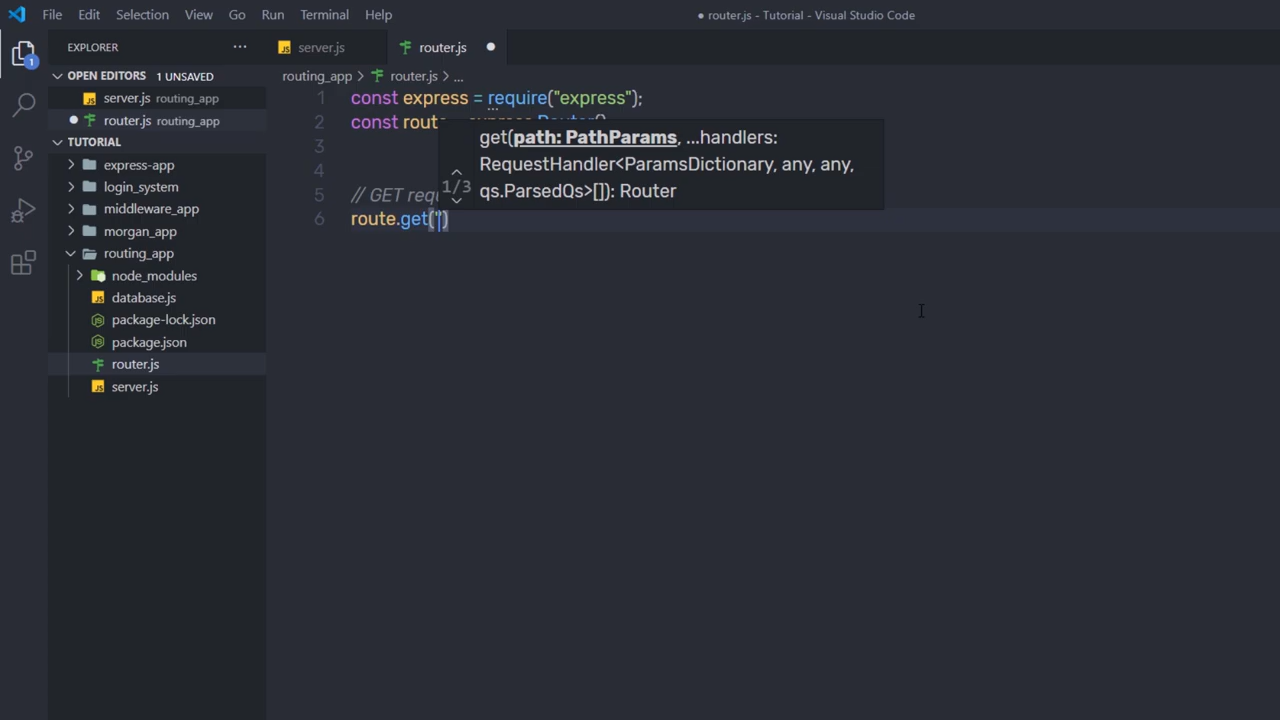 File Edit Selection View Go Run Terminal Help
● router.js - Tutorial - Visual Studio Code
EXPLORER ...
server.js
router.js ●
OPEN EDITORS 1 UNSAVED
routing_app > router.js > ...
server.js routing_app
● router.js routing_app
TUTORIAL
express-app
login_system
middleware_app
morgan_app
routing_app
node_modules
database.js
package-lock.json
package.json
router.js
server.js
1
1 const express = require("express");
2 const route = express.Router()
3
4
5 // GET requ
6 route.get('')
get(path: PathParams, ...handlers:
1/3 RequestHandler<ParamsDictionary, any, any,
qs.ParsedQs>[]): Router